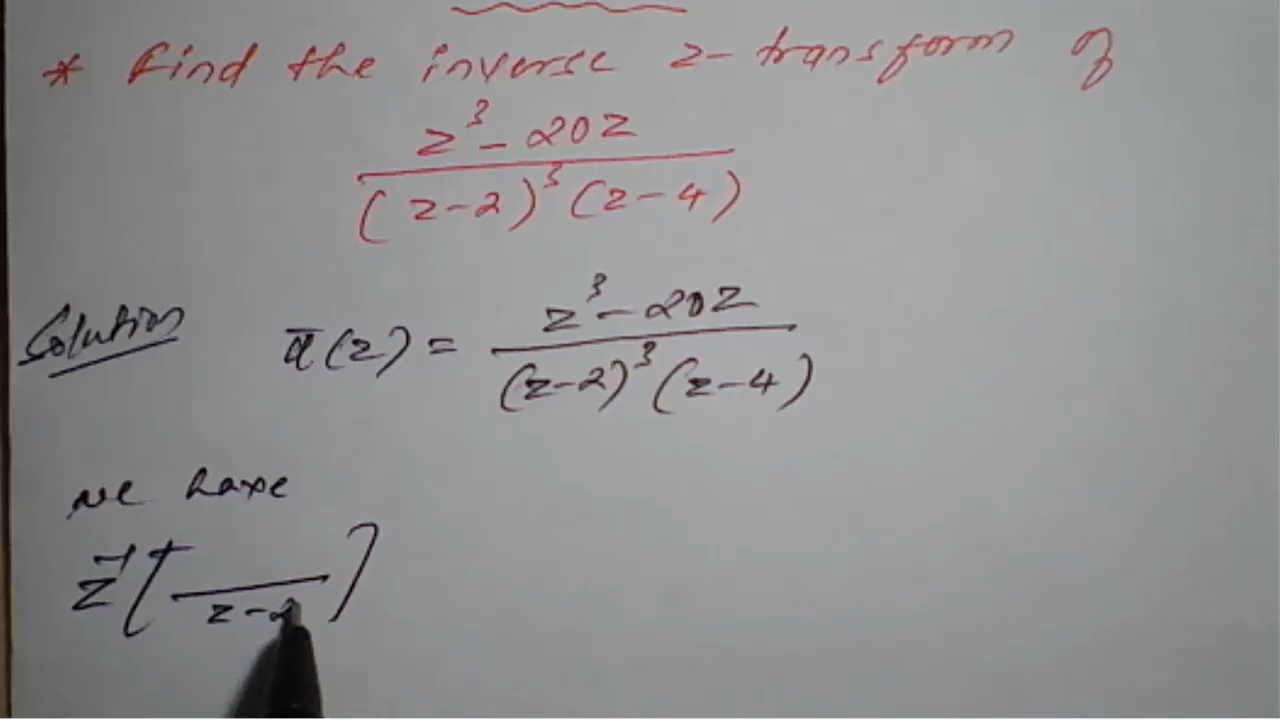 * Find the inverse z-transform of
z³ - 20z
(z-2)³ (z-4)
Solution
ū(z) = z³ - 20z / (z-2)³ (z-4)
we have
z⁻¹[ / z-2 ]